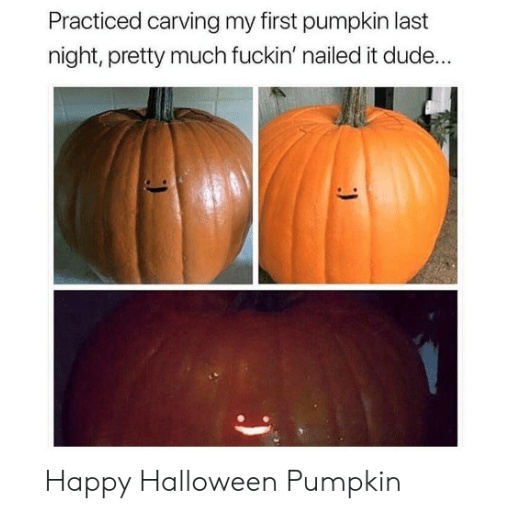 Practiced carving my first pumpkin last
night, pretty much fuckin' nailed it dude...
Happy Halloween Pumpkin